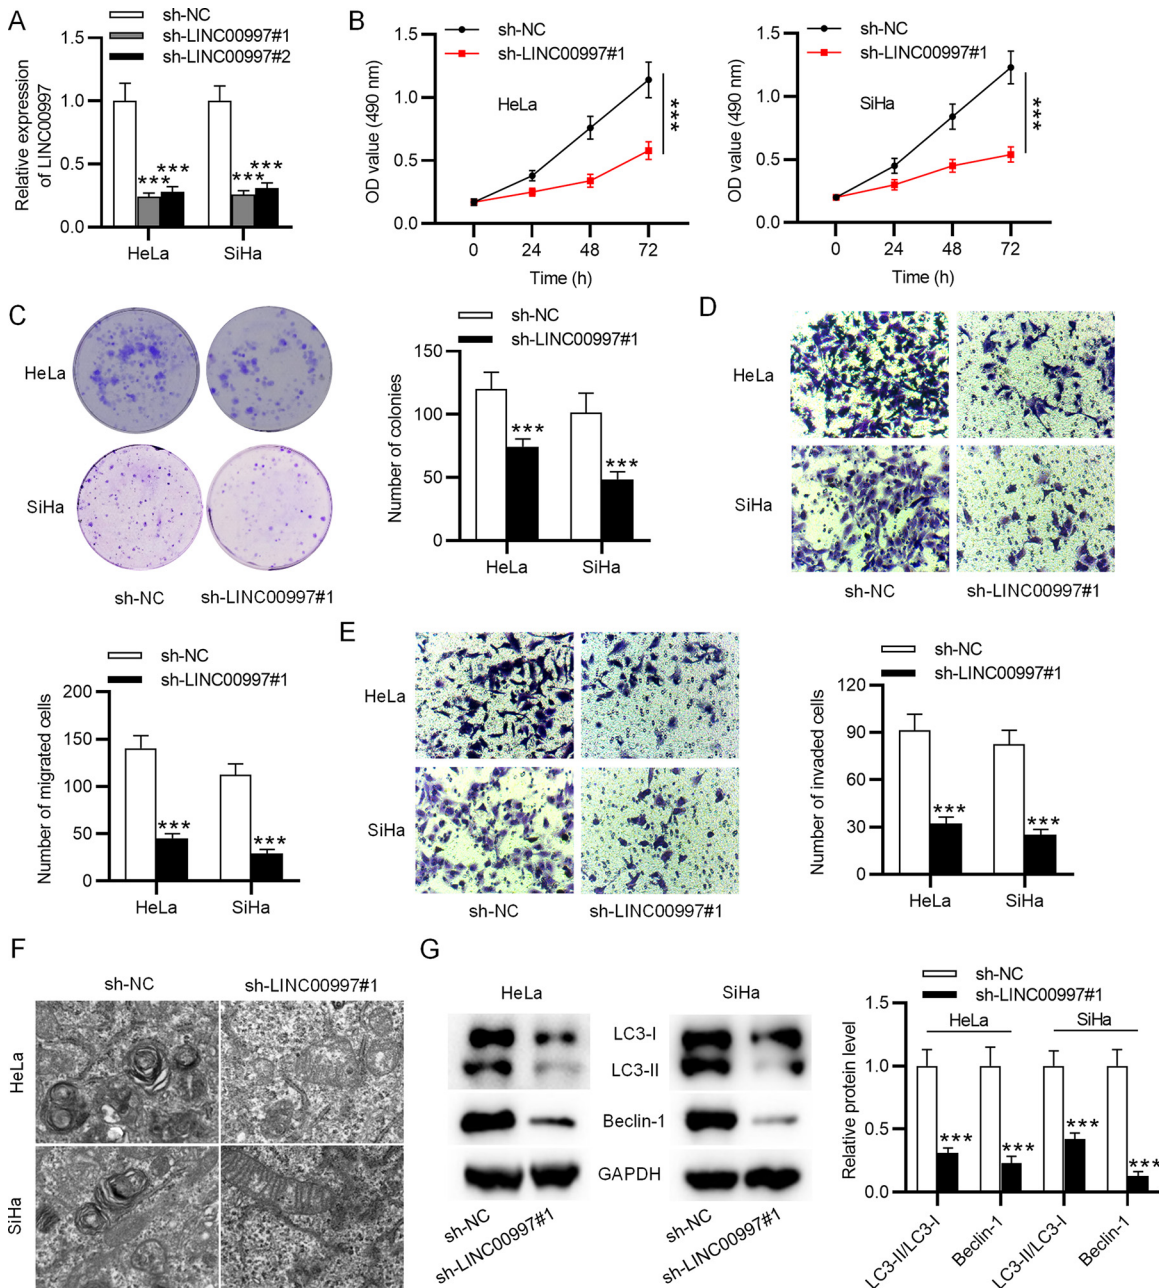 A
sh-NC
sh-LINC00997#1
sh-LINC00997#2
Relative expression
of LINC00997
1.5
1.0
0.5
0.0
***
***
***
***
HeLa
SiHa
B
sh-NC
sh-LINC00997#1
OD value (490 nm)
1.5
1.0
0.5
0.0
HeLa
***
0 24 48 72
Time (h)
sh-NC
sh-LINC00997#1
OD value (490 nm)
1.5
1.0
0.5
0.0
SiHa
***
0 24 48 72
Time (h)
C
HeLa
SiHa
sh-NC
sh-LINC00997#1
sh-NC
sh-LINC00997#1
Number of colonies
150
100
50
0
***
***
HeLa
SiHa
D
HeLa
SiHa
sh-NC
sh-LINC00997#1
sh-NC
sh-LINC00997#1
Number of migrated cells
200
150
100
50
0
***
***
HeLa
SiHa
E
HeLa
SiHa
sh-NC
sh-LINC00997#1
sh-NC
sh-LINC00997#1
Number of invaded cells
120
90
60
30
0
***
***
HeLa
SiHa
F
sh-NC
sh-LINC00997#1
HeLa
SiHa
G
HeLa
SiHa
LC3-I
LC3-II
Beclin-1
GAPDH
sh-NC
sh-LINC00997#1
sh-NC
sh-LINC00997#1
sh-NC
sh-LINC00997#1
Relative protein level
1.5
1.0
0.5
0.0
HeLa
SiHa
***
***
***
***
LC3-II/LC3-I
Beclin-1
LC3-II/LC3-I
Beclin-1